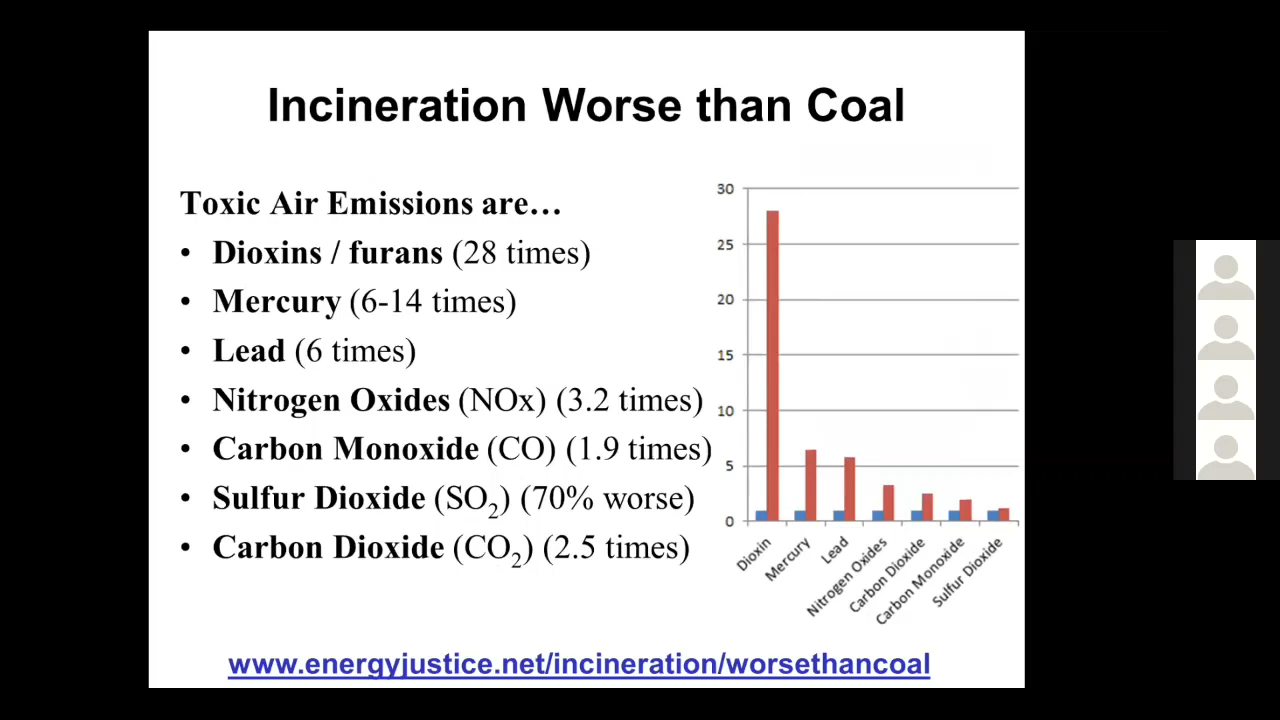 Incineration Worse than Coal
Toxic Air Emissions are…
• Dioxins / furans (28 times)
• Mercury (6-14 times)
• Lead (6 times)
• Nitrogen Oxides (NOx) (3.2 times)
• Carbon Monoxide (CO) (1.9 times)
• Sulfur Dioxide (SO2) (70% worse)
• Carbon Dioxide (CO2) (2.5 times)
30
25
20
15
10
5
0
Dioxin
Mercury
Lead
Nitrogen Oxides
Carbon Dioxide
Carbon Monoxide
Sulfur Dioxide
www.energyjustice.net/incineration/worsethancoal